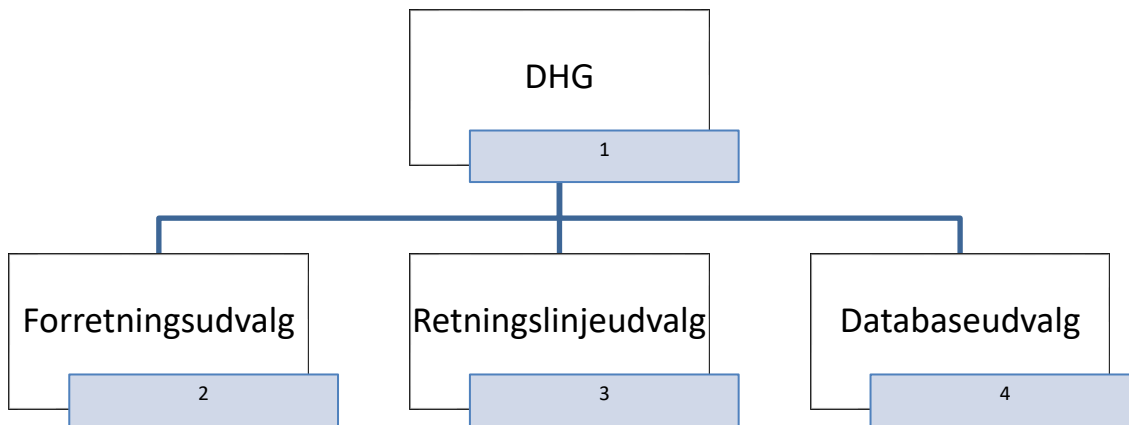 DHG
1
Forretningsudvalg
2
Retningslinjeudvalg
3
Databaseudvalg
4